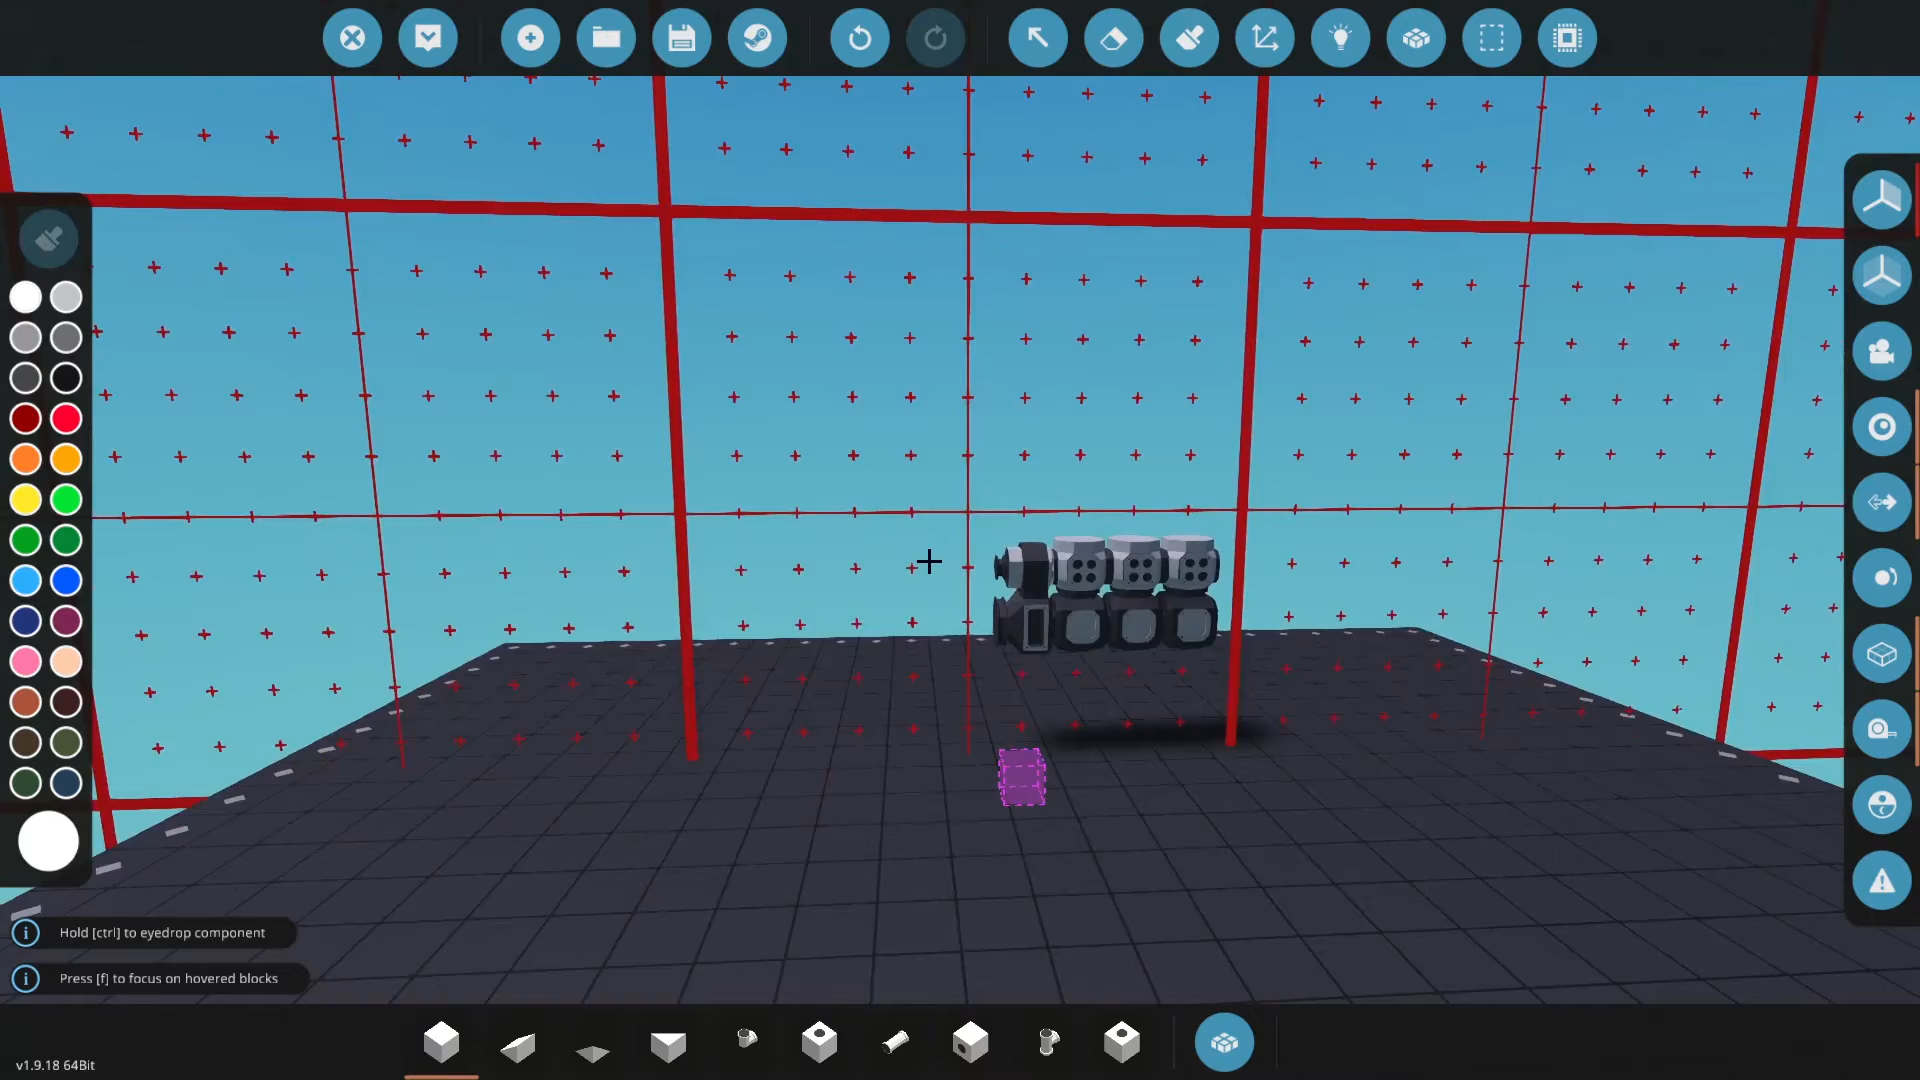 Hold [ctrl] to eyedrop component
Press [f] to focus on hovered blocks
v1.9.18 64Bit